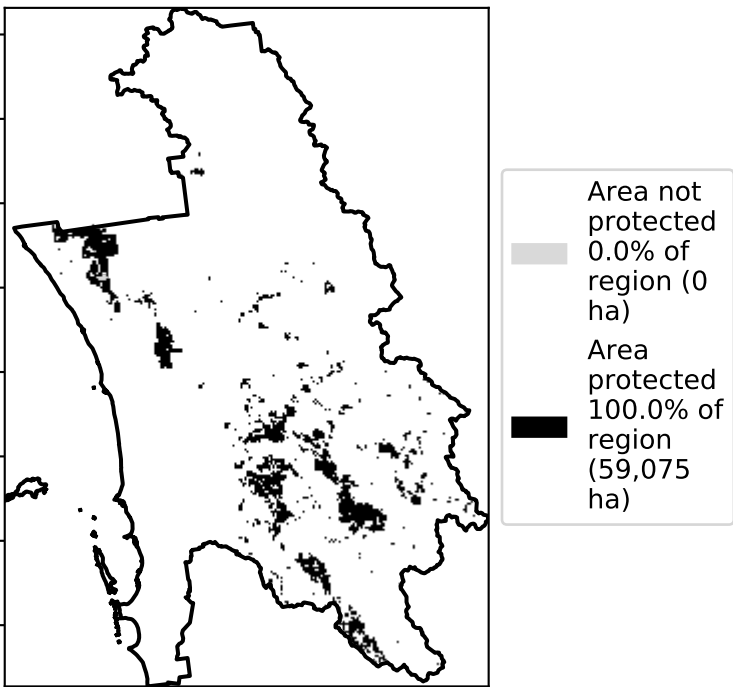 Area not
protected
0.0% of
region (0
ha)
Area
protected
100.0% of
region
(59,075
ha)